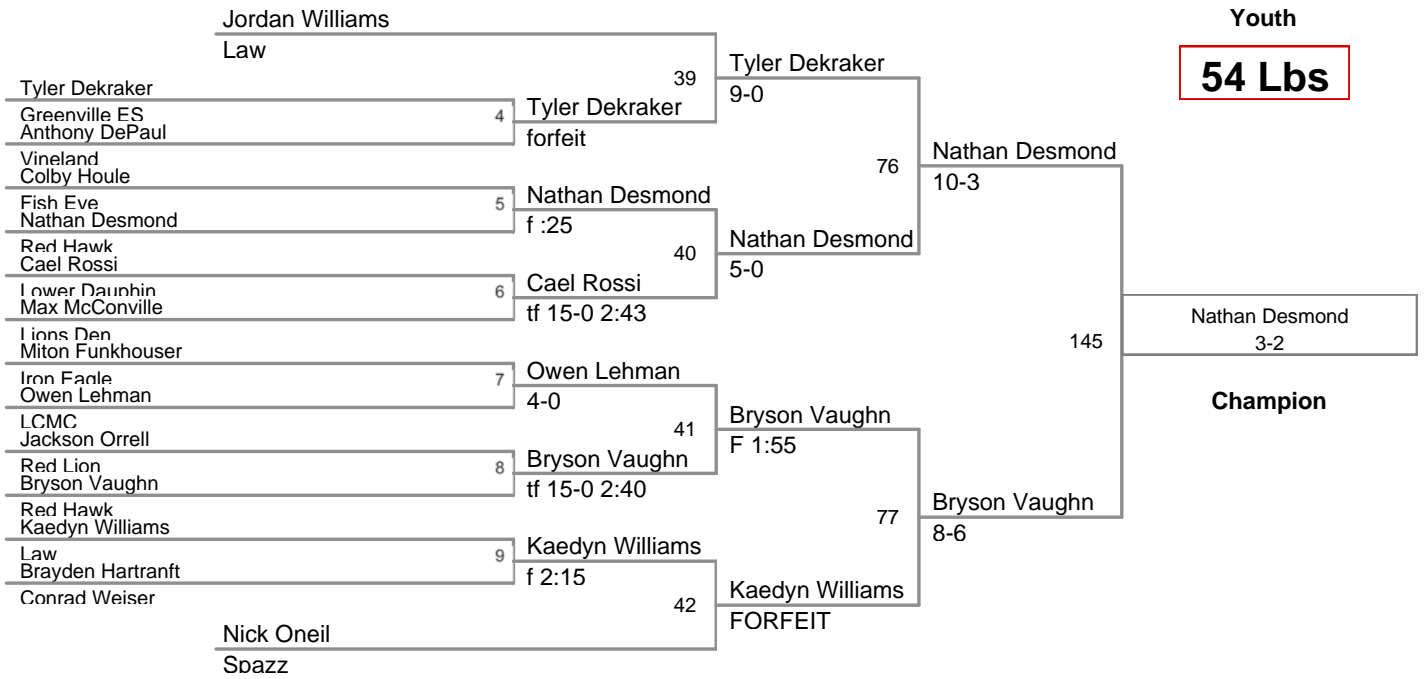 Jordan Williams
Law
Youth
54 Lbs
39
Tyler Dekraker
9-0
Tyler Dekraker
Greenville ES
Anthony DePaul
Vineland
4
Tyler Dekraker
forfeit
76
Nathan Desmond
10-3
Colby Houle
Fish Eye
Nathan Desmond
Red Hawk
5
Nathan Desmond
f :25
40
Nathan Desmond
5-0
Cael Rossi
Lower Dauphin
Max McConville
Lions Den
6
Cael Rossi
tf 15-0 2:43
145
Nathan Desmond
3-2
Champion
Miton Funkhouser
Iron Eagle
Owen Lehman
LCMC
7
Owen Lehman
4-0
41
Bryson Vaughn
F 1:55
Jackson Orrell
Red Lion
Bryson Vaughn
Red Hawk
8
Bryson Vaughn
tf 15-0 2:40
77
Bryson Vaughn
8-6
Kaedyn Williams
Law
Brayden Hartranft
Conrad Weiser
9
Kaedyn Williams
f 2:15
42
Kaedyn Williams
FORFEIT
Nick Oneil
Spazz